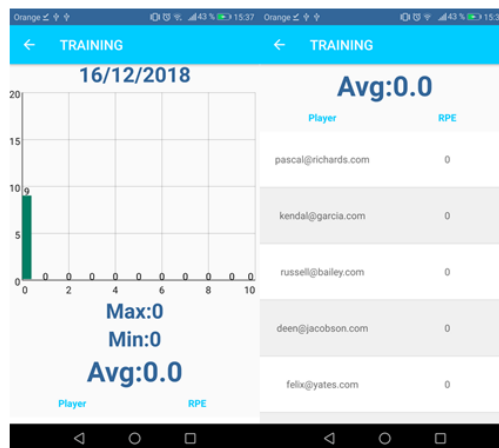 Orange 43 % 15:37
TRAINING
16/12/2018
20
15
10
5
0
9
0 0 0 0 0 0 0 0 0 0
0 2 4 6 8 10
Max:0
Min:0
Avg:0.0
Player RPE
Orange 43 %
TRAINING
Avg:0.0
Player RPE
pascal@richards.com 0
kendal@garcia.com 0
russell@bailey.com 0
deen@jacobson.com 0
felix@yates.com 0